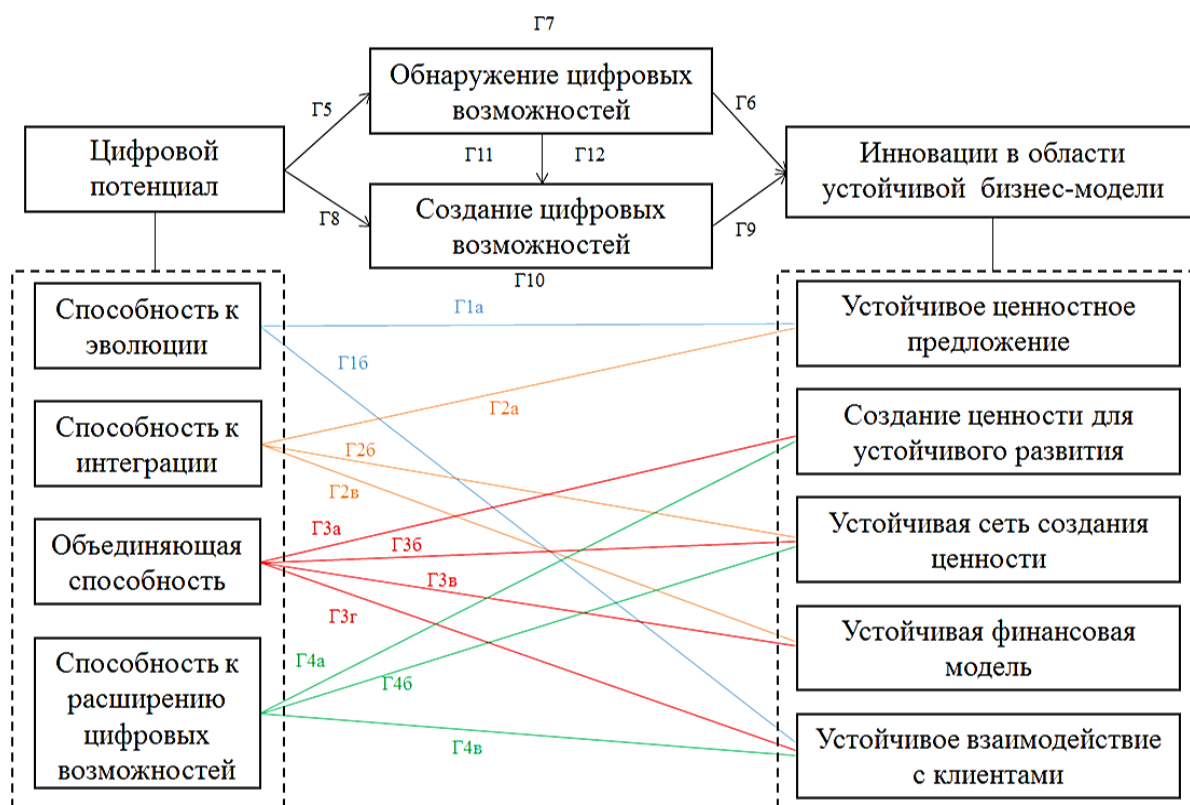 Г7
Обнаружение цифровых
возможностей
Г5
Г6
Цифровой
потенциал
Г11
Г12
Инновации в области
устойчивой бизнес-модели
Г8
Создание цифровых
возможностей
Г9
Г10
Способность к
эволюции
Г1а
Г1б
Устойчивое ценностное
предложение
Способность к
интеграции
Г2а
Г2б
Г2в
Создание ценности для
устойчивого развития
Объединяющая
способность
Г3а
Г3б
Г3в
Г3г
Устойчивая сеть создания
ценности
Способность к
расширению
цифровых
возможностей
Г4а
Г4б
Г4в
Устойчивая финансовая
модель
Устойчивое взаимодействие
с клиентами